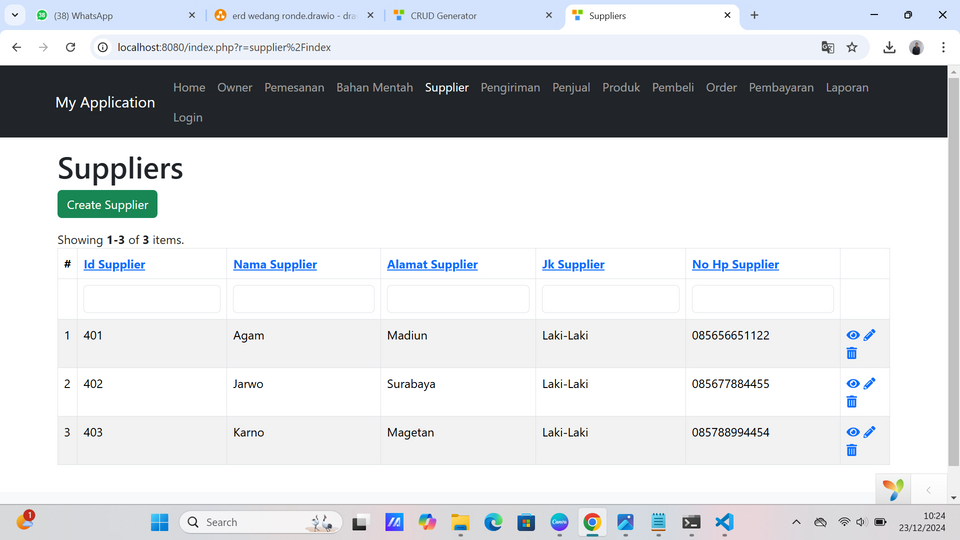 (38) WhatsApp
erd wedang ronde.drawio - dra
CRUD Generator
Suppliers
localhost:8080/index.php?r=supplier%2Findex
My Application
Home Owner Pemesanan Bahan Mentah Supplier Pengiriman Penjual Produk Pembeli Order Pembayaran Laporan
Login
Suppliers
Create Supplier
Showing 1-3 of 3 items.
# Id Supplier Nama Supplier Alamat Supplier Jk Supplier No Hp Supplier
1 401 Agam Madiun Laki-Laki 085656651122
2 402 Jarwo Surabaya Laki-Laki 085677884455
3 403 Karno Magetan Laki-Laki 085788994454
1
Search
Canva
10:24
23/12/2024